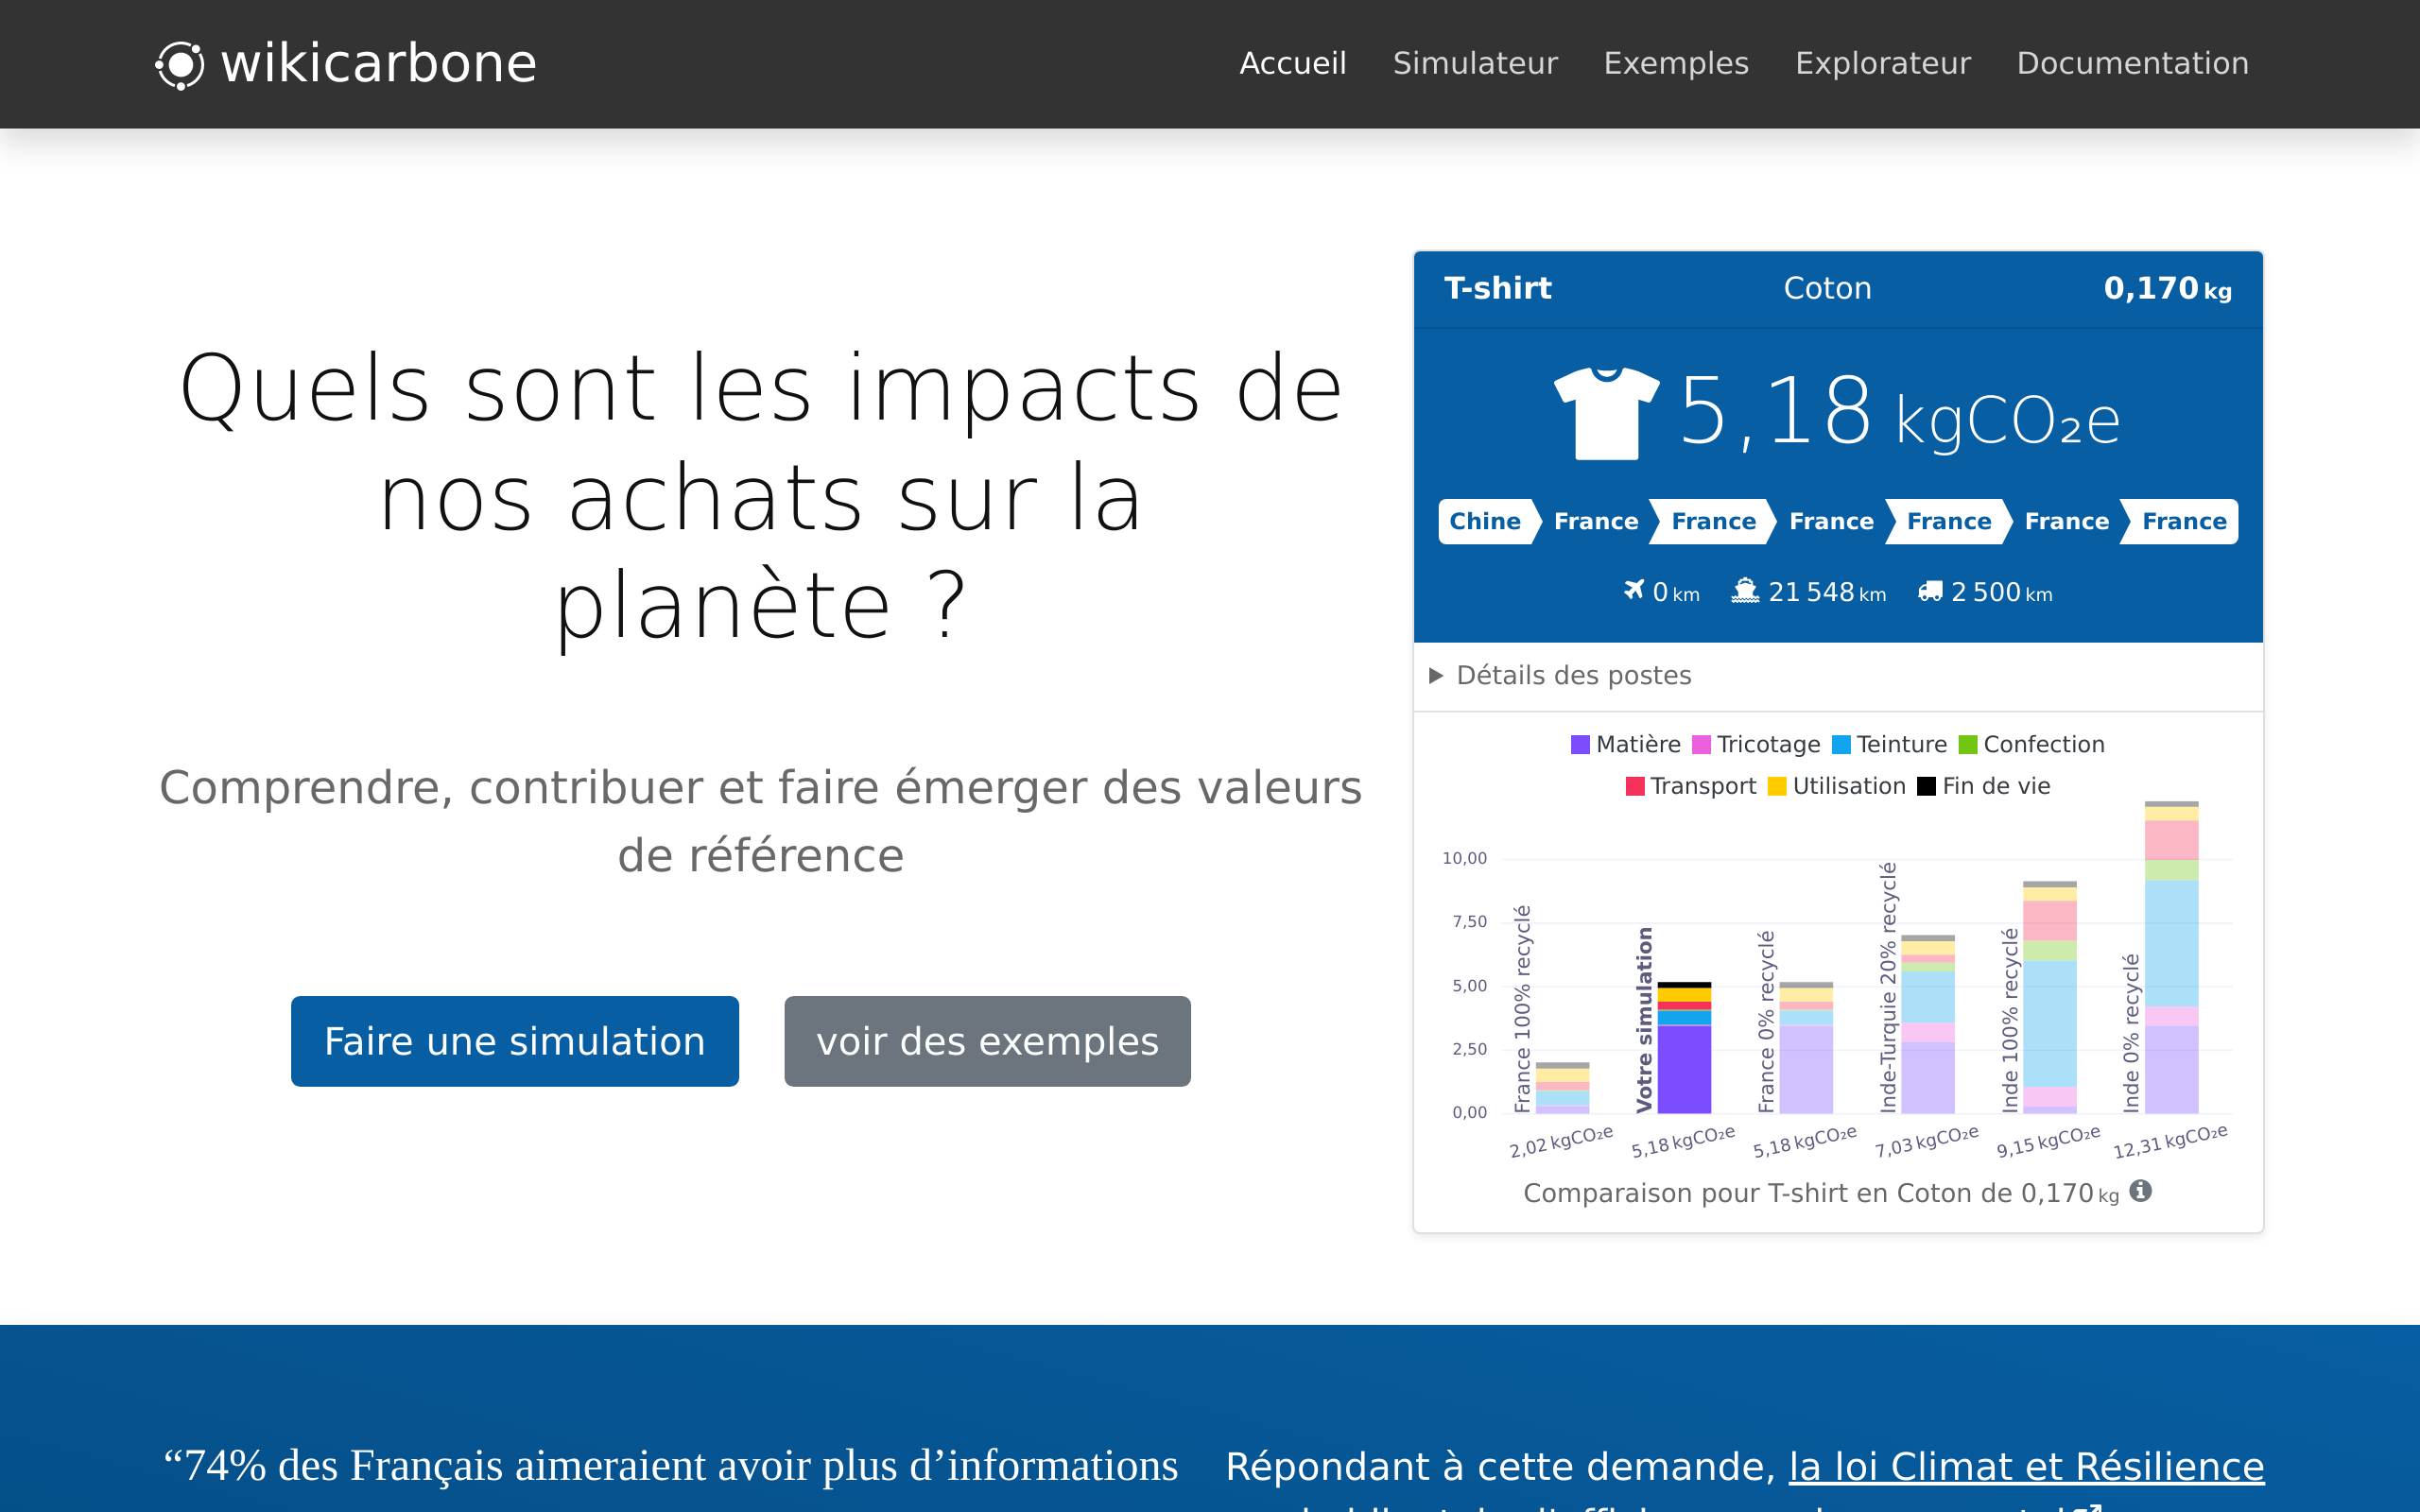 wikicarbone
Accueil Simulateur Exemples Explorateur Documentation
Quels sont les impacts de
nos achats sur la
planète ?
Comprendre, contribuer et faire émerger des valeurs
de référence
Faire une simulation
voir des exemples
T-shirt Coton 0,170 kg
5,18 kgCO₂e
Chine France France France France France France
0 km 21 548 km 2 500 km
Détails des postes
Matière Tricotage Teinture Confection
Transport Utilisation Fin de vie
10,00
7,50
5,00
2,50
0,00
France 100% recyclé
Votre simulation
France 0% recyclé
Inde-Turquie 20% recyclé
Inde 100% recyclé
Inde 0% recyclé
2,02 kgCO₂e
5,18 kgCO₂e
5,18 kgCO₂e
7,03 kgCO₂e
9,15 kgCO₂e
12,31 kgCO₂e
Comparaison pour T-shirt en Coton de 0,170 kg
“74% des Français aimeraient avoir plus d’informations
Répondant à cette demande, la loi Climat et Résilience